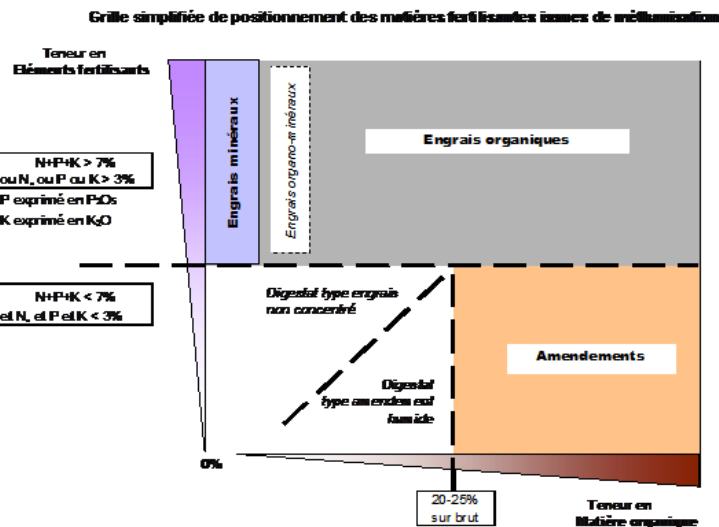 Grille simplifiée de positionnement des matières fertilisantes issues de méthanisation
Teneur en
Eléments fertilisants
N+P+K > 7%
ou N, ou P ou K > 3%
P exprimé en P2O5
K exprimé en K2O
N+P+K < 7%
et N, et P et K < 3%
Engrais minéraux
Engrais organo-minéraux
Engrais organiques
Digestat type engrais
non concentré
Digestat
type amendement
humide
Amendements
0%
20-25%
sur brut
Teneur en
Matière organique